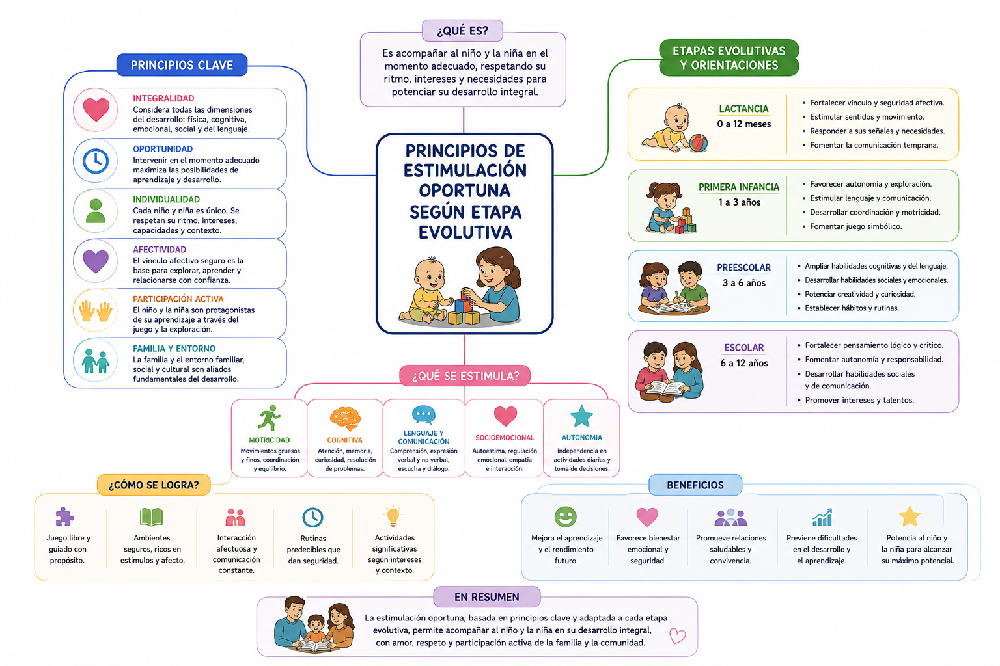 ¿QUÉ ES?
Es acompañar al niño y la niña en el
momento adecuado, respetando su
ritmo, intereses y necesidades para
potenciar su desarrollo integral.
PRINCIPIOS CLAVE
INTEGRALIDAD
Considera todas las dimensiones
del desarrollo: física, cognitiva,
emocional, social y del lenguaje.
OPORTUNIDAD
Intervenir en el momento adecuado
maximiza las posibilidades de
aprendizaje y desarrollo.
INDIVIDUALIDAD
Cada niño y niña es único. Se
respetan su ritmo, intereses,
capacidades y contexto.
AFECTIVIDAD
El vínculo afectivo seguro es la
base para explorar, aprender y
relacionarse con confianza.
PARTICIPACIÓN ACTIVA
El niño y la niña son protagonistas
de su aprendizaje a través del
juego y la exploración.
FAMILIA Y ENTORNO
La familia y el entorno familiar,
social y cultural son aliados
fundamentales del desarrollo.
PRINCIPIOS DE
ESTIMULACIÓN
OPORTUNA
SEGÚN ETAPA
EVOLUTIVA
ETAPAS EVOLUTIVAS
Y ORIENTACIONES
LACTANCIA
0 a 12 meses
• Fortalecer vínculo y seguridad afectiva.
• Estimular sentidos y movimiento.
• Responder a sus señales y necesidades.
• Fomentar la comunicación temprana.
PRIMERA INFANCIA
1 a 3 años
• Favorecer autonomía y exploración.
• Estimular lenguaje y comunicación.
• Desarrollar coordinación y motricidad.
• Fomentar juego simbólico.
PREESCOLAR
3 a 6 años
• Ampliar habilidades cognitivas y del lenguaje.
• Desarrollar habilidades sociales y emocionales.
• Potenciar creatividad y curiosidad.
• Establecer hábitos y rutinas.
ESCOLAR
6 a 12 años
• Fortalecer pensamiento lógico y crítico.
• Fomentar autonomía y responsabilidad.
• Desarrollar habilidades sociales
y de comunicación.
• Promover intereses y talentos.
¿QUÉ SE ESTIMULA?
MOTRICIDAD
Movimientos gruesos
y finos, coordinación
y equilibrio.
COGNITIVA
Atención, memoria,
curiosidad, resolución
de problemas.
LENGUAJE Y
COMUNICACIÓN
Comprensión, expresión
verbal y no verbal,
escucha y diálogo.
SOCIOEMOCIONAL
Autoestima, regulación
emocional, empatía
e interacción.
AUTONOMÍA
Independencia en
actividades diarias y
toma de decisiones.
¿CÓMO SE LOGRA?
Juego libre y
guiado con
propósito.
Ambientes
seguros, ricos en
estímulos y afecto.
Interacción
afectuosa y
comunicación
constante.
Rutinas
predecibles que
dan seguridad.
Actividades
significativas
según intereses
y contexto.
BENEFICIOS
Mejora el aprendizaje
y el rendimiento
futuro.
Favorece bienestar
emocional y
seguridad.
Promueve relaciones
saludables y
convivencia.
Previene dificultades
en el desarrollo y
el aprendizaje.
Potencia al niño y
la niña para alcanzar
su máximo potencial.
EN RESUMEN
La estimulación oportuna, basada en principios clave y adaptada a cada etapa
evolutiva, permite acompañar al niño y la niña en su desarrollo integral,
con amor, respeto y participación activa de la familia y la comunidad.